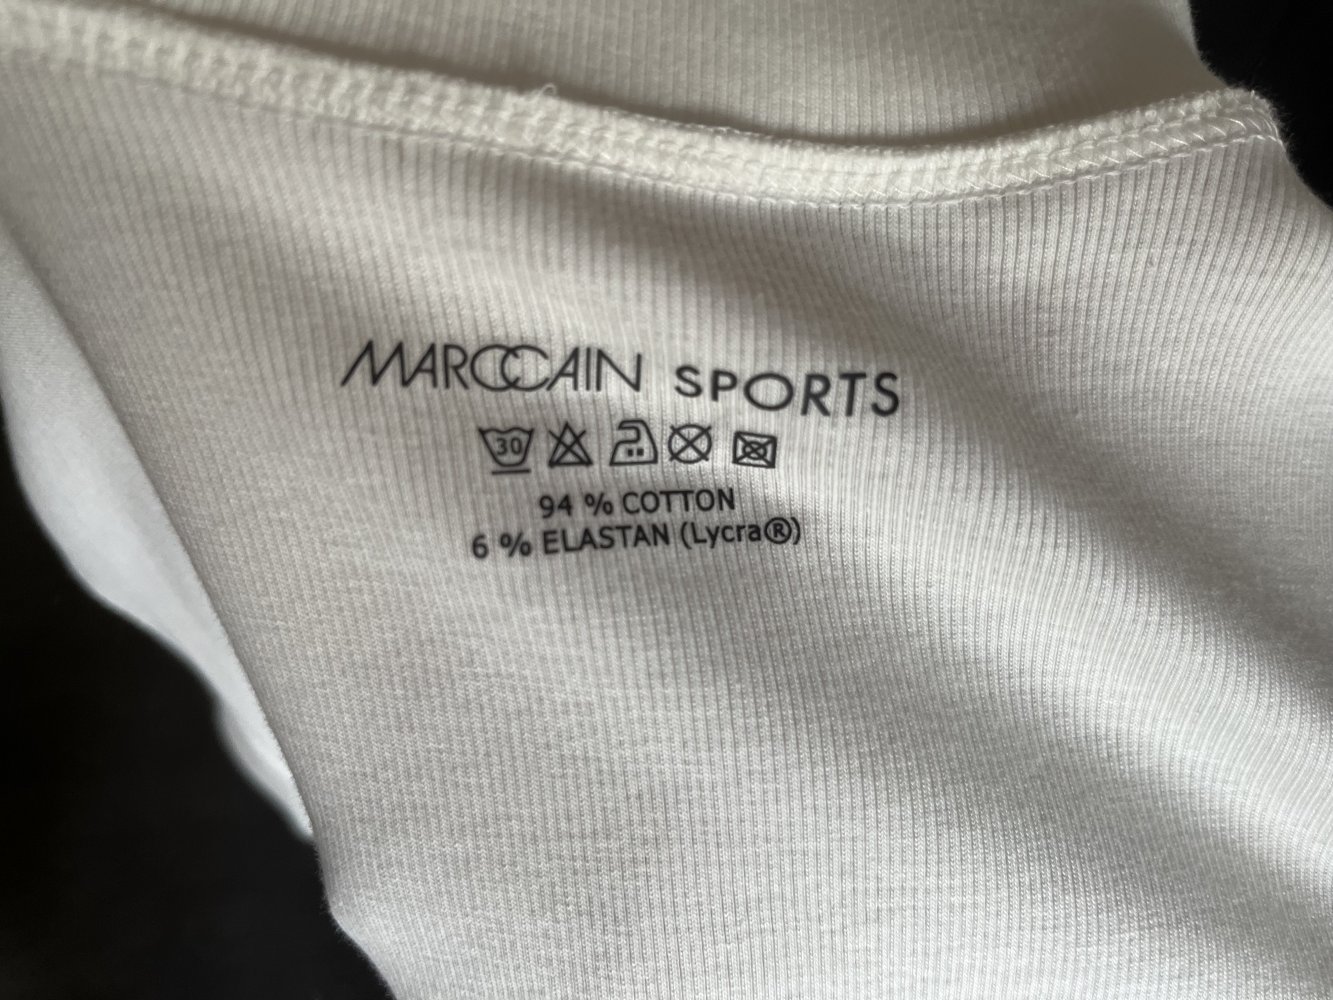 MARCCAIN SPORTS
30
94 % COTTON
6 % ELASTAN (Lycra®)